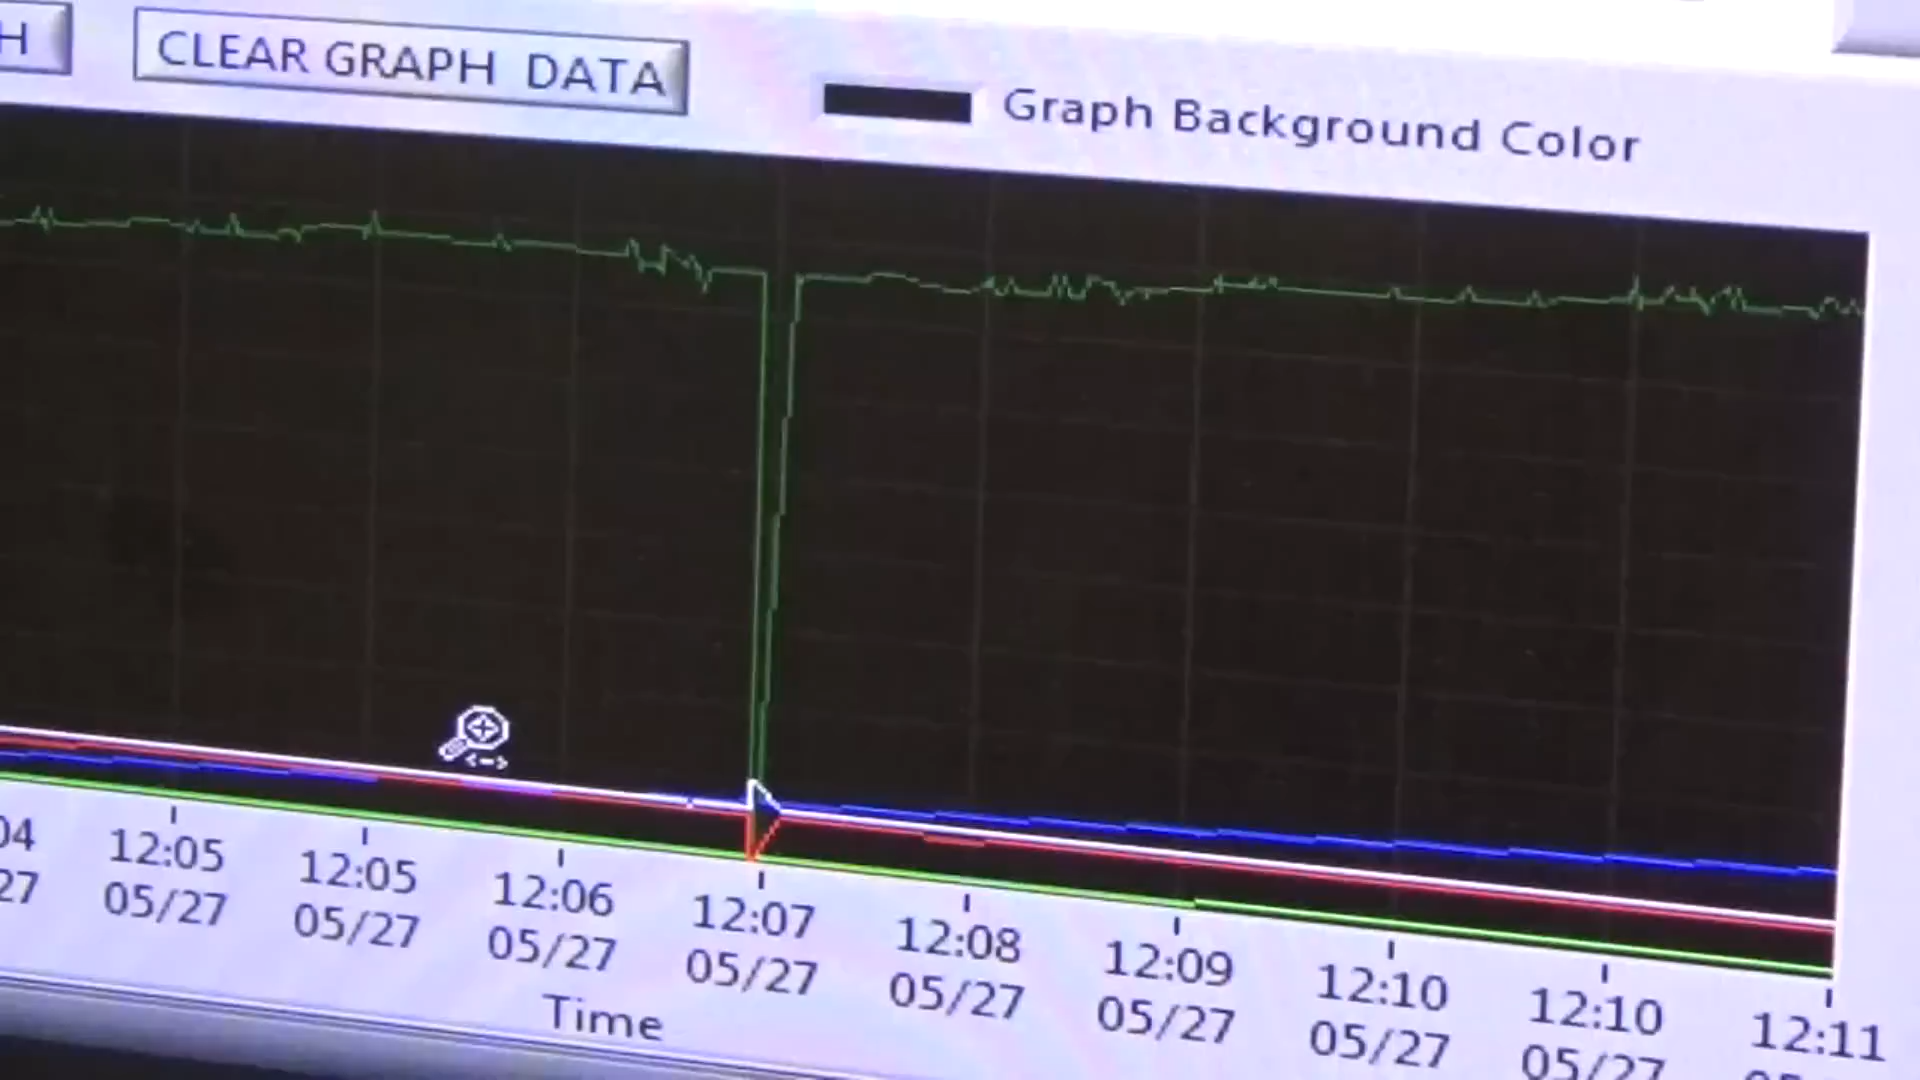 H
CLEAR GRAPH DATA
Graph Background Color
04 12:05 12:05 12:06 12:07 12:08 12:09 12:10 12:10 12:11
27 05/27 05/27 05/27 05/27 05/27 05/27 05/27 05/27
Time